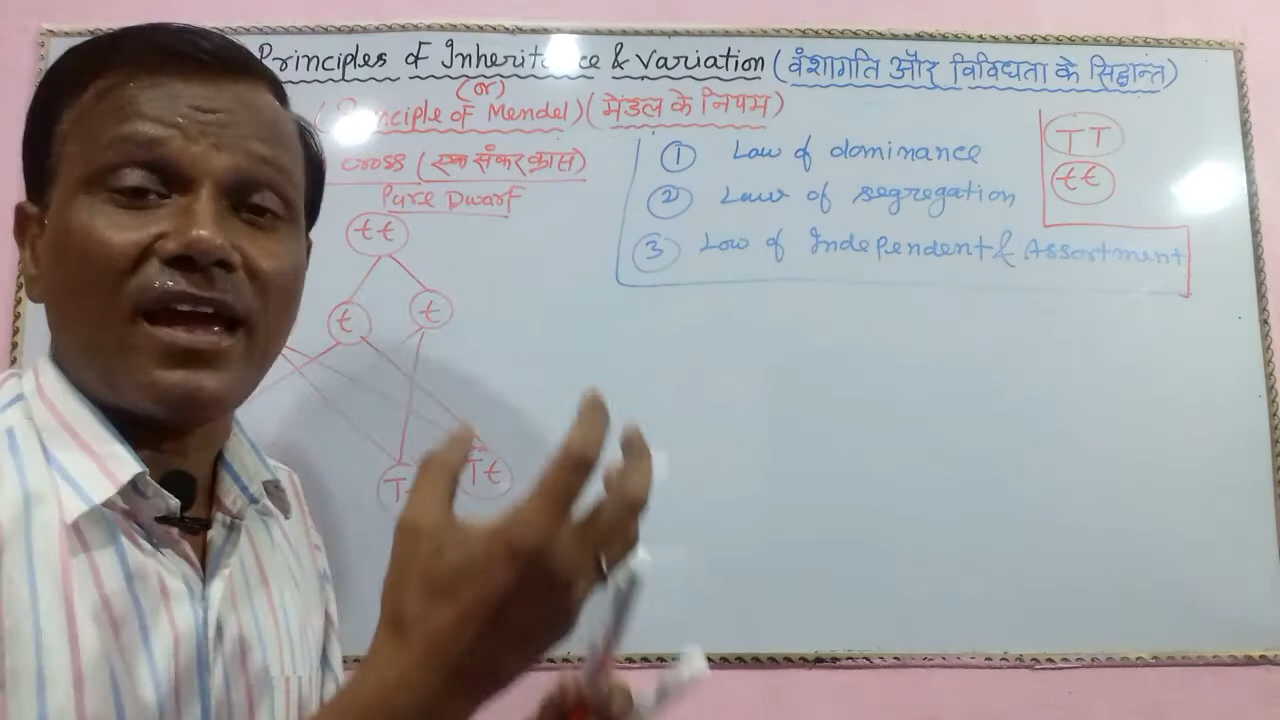 Principles of Inheritance & Variation (वंशागति और विविधता के सिद्धान्त)
(or)
(Principle of Mendel) (मेंडल के नियम)
cross (एक संकर क्रास)
Pure Dwarf
tt
t t
Tt
① Law of dominance
② Law of segregation
③ Low of Independent & Assortment
TT
tt